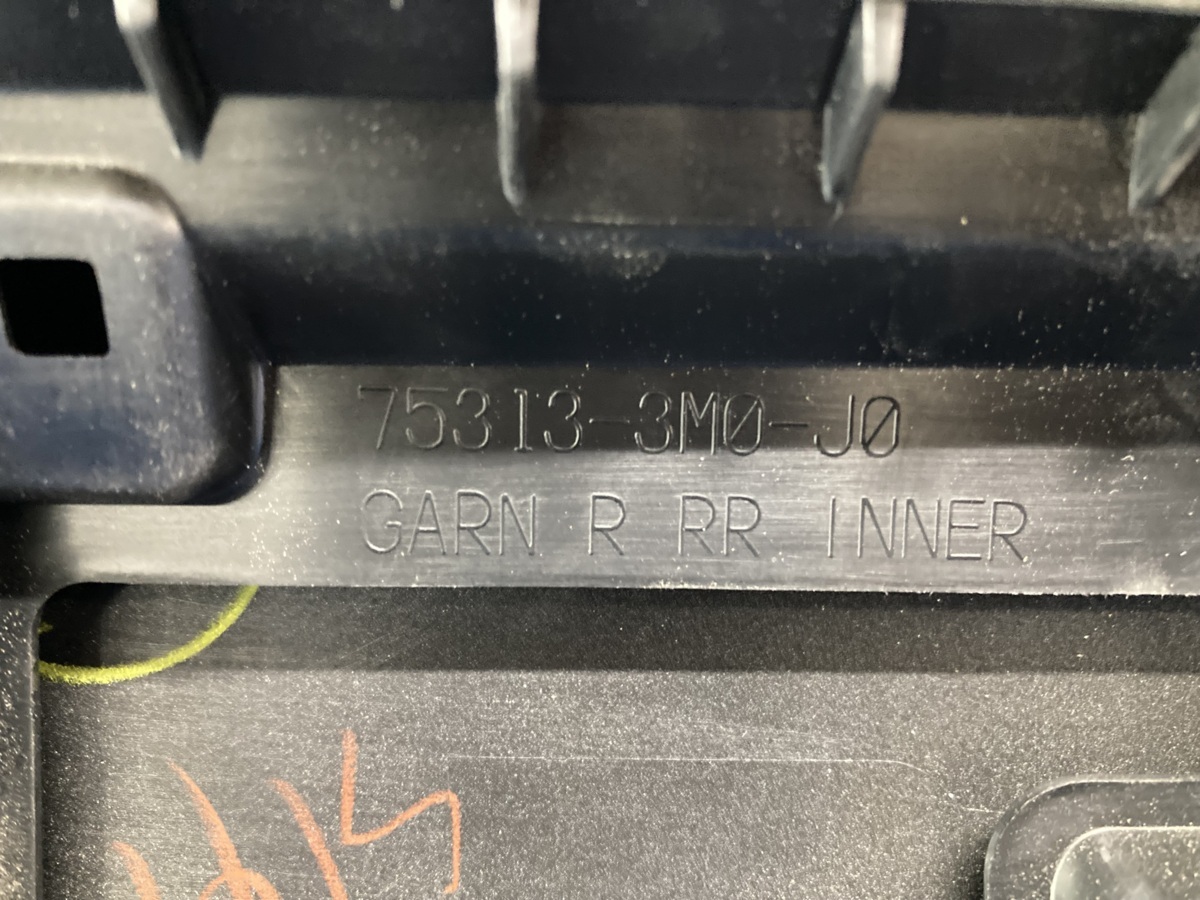 75313-3M0-J0
GARN R RR INNER